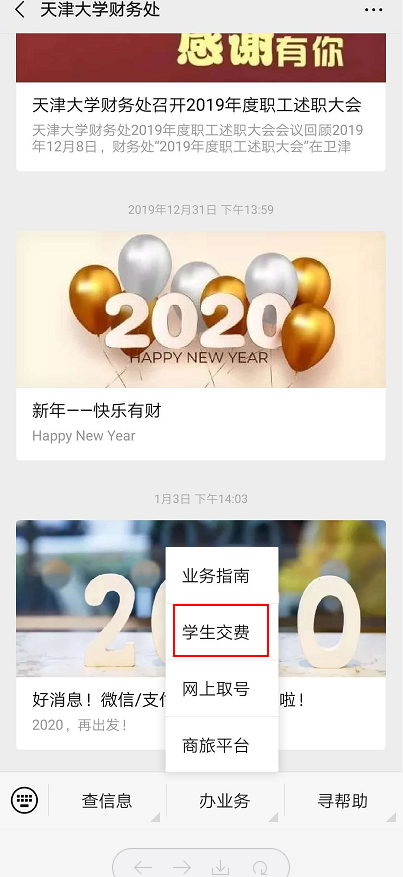 天津大学财务处
感谢有你
天津大学财务处召开2019年度职工述职大会
天津大学财务处2019年度职工述职大会会议回顾2019
年12月8日，财务处“2019年度职工述职大会”在卫津
2019年12月31日 下午13:59
2020
HAPPY NEW YEAR
新年——快乐有财
Happy New Year
1月3日 下午14:03
2 0
业务指南
学生交费
网上取号
商旅平台
好消息！微信/支 啦！
2020，再出发！
查信息
办业务
寻帮助